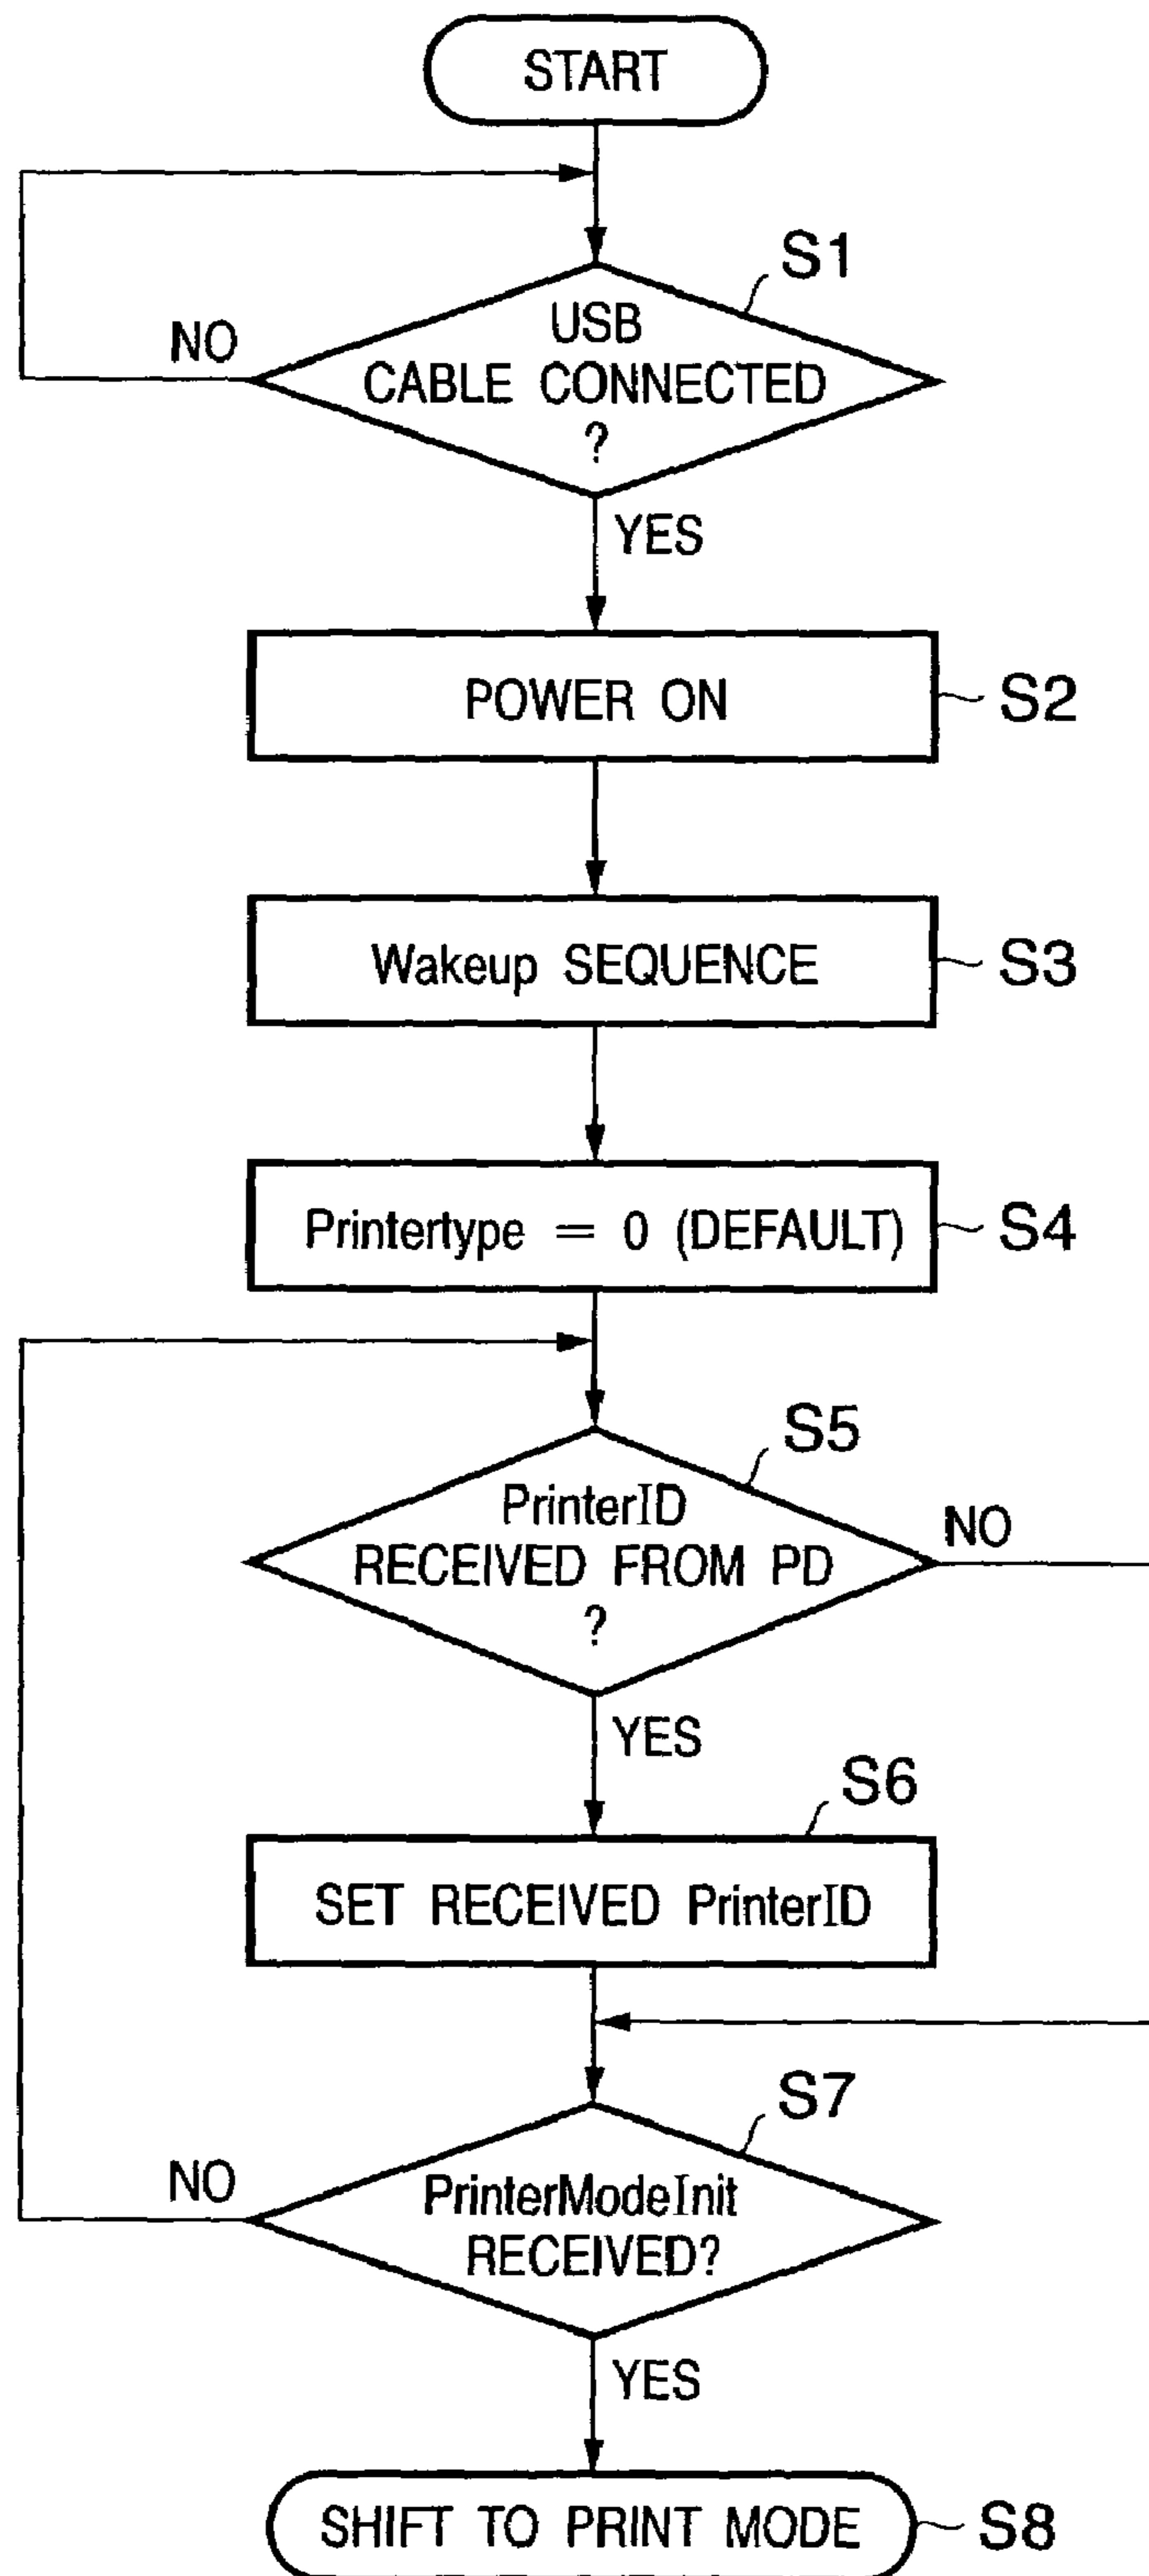 START
S1
USB
CABLE CONNECTED
?
NO
YES
POWER ON
S2
Wakeup SEQUENCE
S3
Printertype = 0 (DEFAULT)
S4
S5
PrinterID
RECEIVED FROM PD
?
NO
YES
S6
SET RECEIVED PrinterID
S7
PrinterModeInit
RECEIVED?
NO
YES
SHIFT TO PRINT MODE
S8